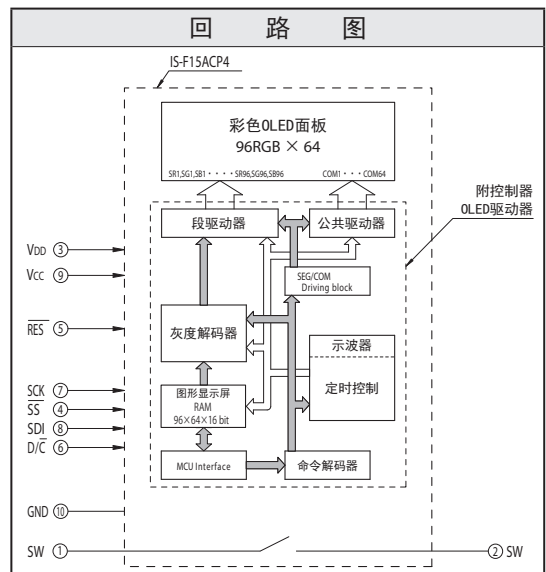 回 路 图
IS-F15ACP4
彩色OLED面板
96RGB × 64
SR1,SG1,SB1・・・・SR96,SG96,SB96
COM1・・・COM64
附控制器
OLED驱动器
段驱动器
公共驱动器
VDD ③
VCC ⑨
SEG/COM
Driving block
RES ⑤
灰度解码器
示波器
定时控制
SCK ⑦
SS ④
SDI ⑧
D/C ⑥
图形显示屏
RAM
96×64×16 bit
MCU Interface
命令解码器
GND ⑩
SW ①
② SW